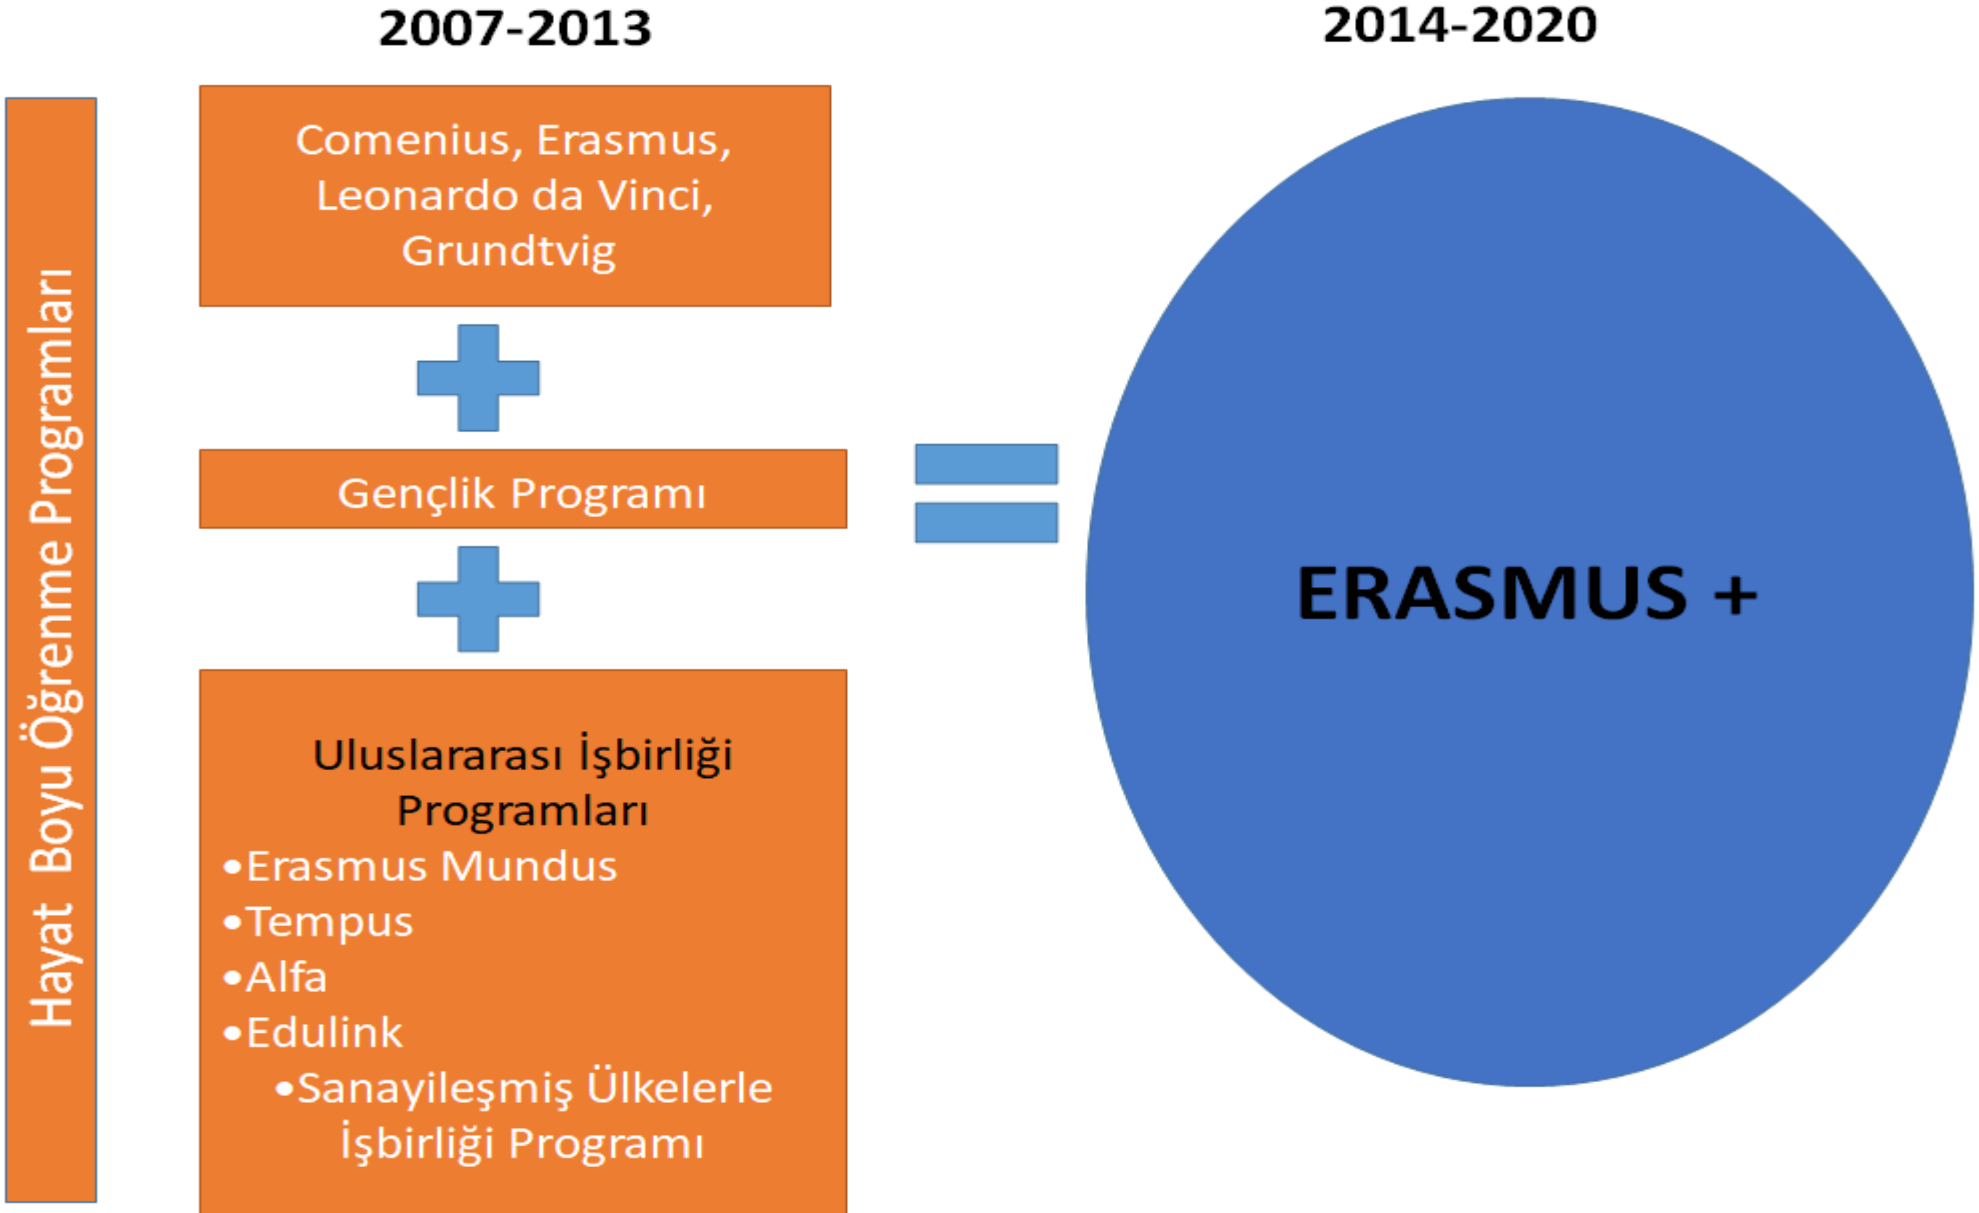 2007-2013
2014-2020
Hayat Boyu Öğrenme Programları
Comenius, Erasmus,
Leonardo da Vinci,
Grundtvig
Gençlik Programı
Uluslararası İşbirliği
Programları
•Erasmus Mundus
•Tempus
•Alfa
•Edulink
•Sanayileşmiş Ülkelerle
İşbirliği Programı
ERASMUS +